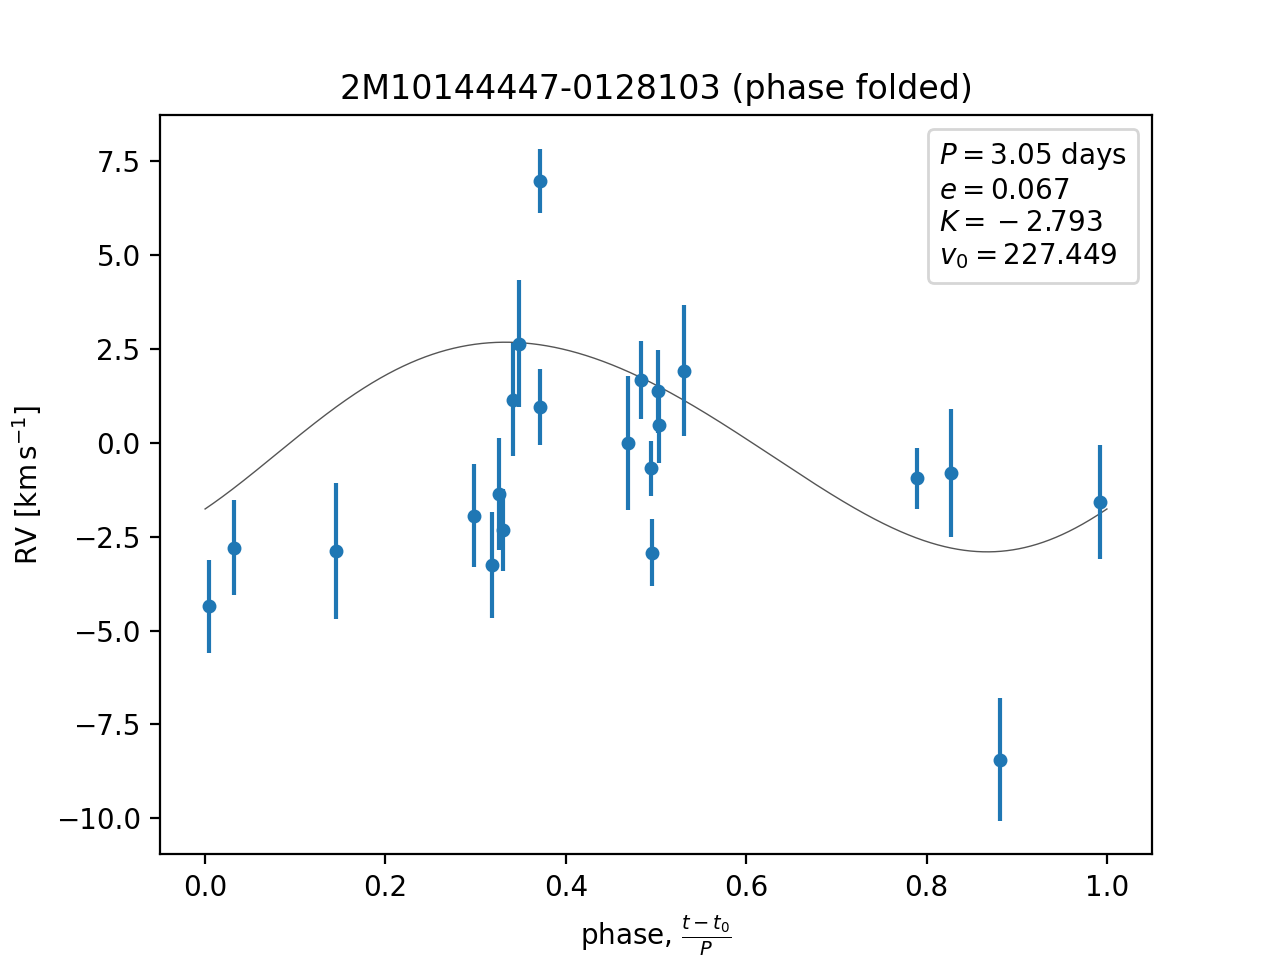 2M10144447-0128103 (phase folded)
P = 3.05 days
e = 0.067
K = −2.793
v₀ = 227.449
RV [km s⁻¹]
7.5
5.0
2.5
0.0
−2.5
−5.0
−7.5
−10.0
0.0 0.2 0.4 0.6 0.8 1.0
phase, (t − t₀)/P